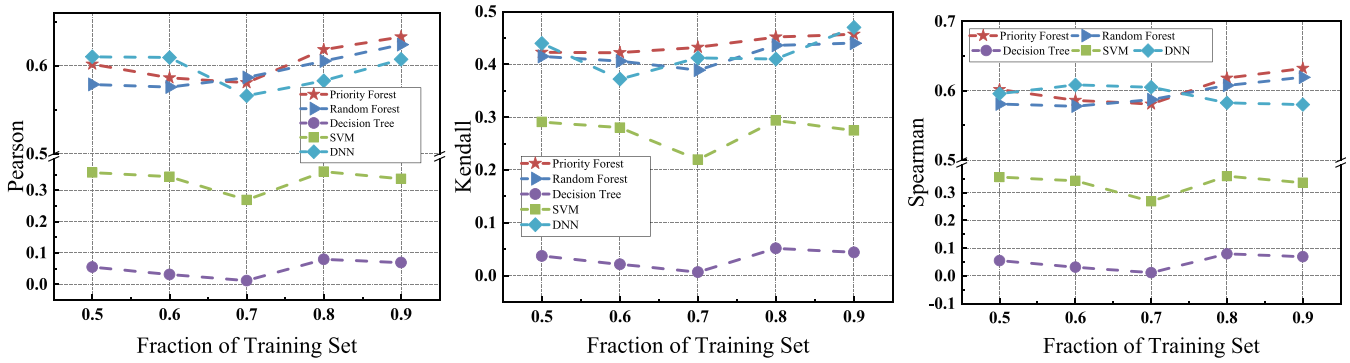 Pearson
0.6
0.5
0.3
0.1
0.0
0.5 0.6 0.7 0.8 0.9
Fraction of Training Set
Priority Forest
Random Forest
Decision Tree
SVM
DNN
Kendall
0.5
0.4
0.3
0.2
0.1
0.0
0.5 0.6 0.7 0.8 0.9
Fraction of Training Set
Priority Forest
Random Forest
Decision Tree
SVM
DNN
Spearman
0.7
0.6
0.5
0.3
0.2
0.1
0.0
-0.1
0.5 0.6 0.7 0.8 0.9
Fraction of Training Set
Priority Forest Random Forest
Decision Tree SVM DNN